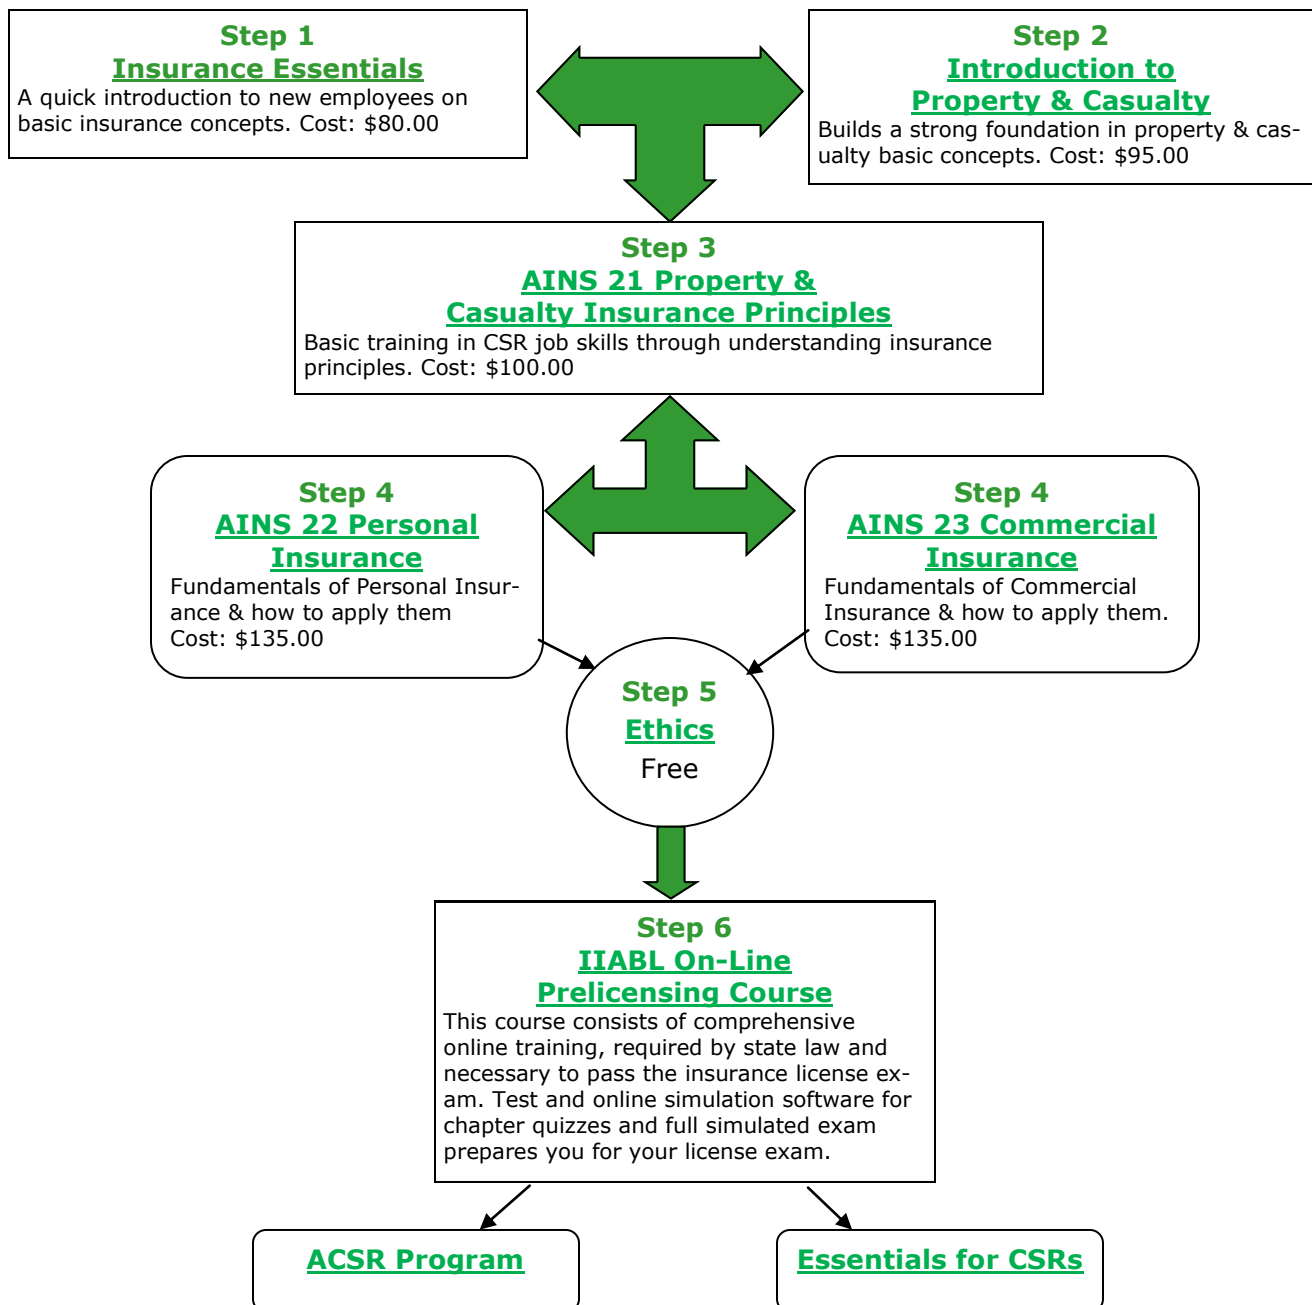 Step 1
Insurance Essentials
A quick introduction to new employees on
basic insurance concepts. Cost: $80.00
Step 2
Introduction to
Property & Casualty
Builds a strong foundation in property & cas-
ualty basic concepts. Cost: $95.00
Step 3
AINS 21 Property &
Casualty Insurance Principles
Basic training in CSR job skills through understanding insurance
principles. Cost: $100.00
Step 4
AINS 22 Personal
Insurance
Fundamentals of Personal Insur-
ance & how to apply them
Cost: $135.00
Step 4
AINS 23 Commercial
Insurance
Fundamentals of Commercial
Insurance & how to apply them.
Cost: $135.00
Step 5
Ethics
Free
Step 6
IIABL On-Line
Prelicensing Course
This course consists of comprehensive
online training, required by state law and
necessary to pass the insurance license ex-
am. Test and online simulation software for
chapter quizzes and full simulated exam
prepares you for your license exam.
ACSR Program
Essentials for CSRs